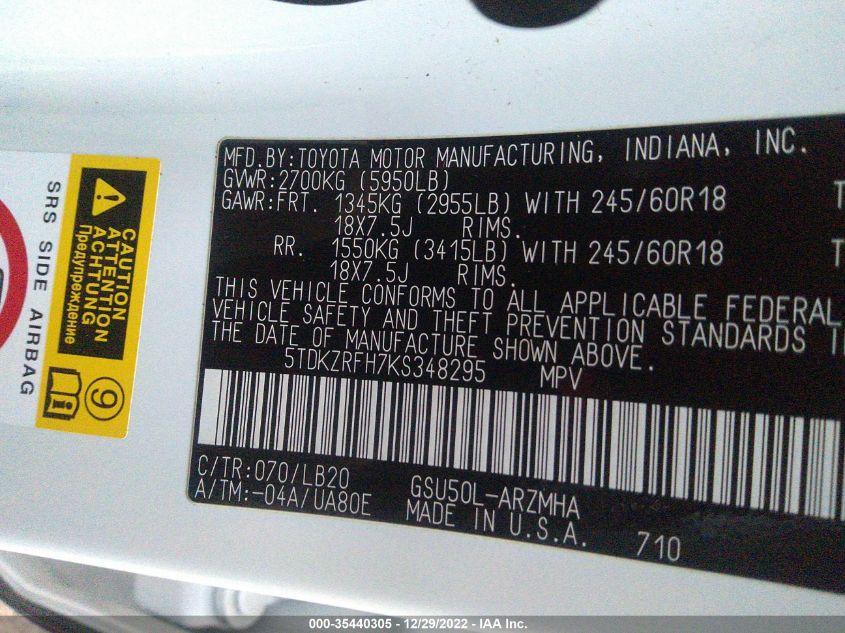 MFD.BY:TOYOTA MOTOR MANUFACTURING, INDIANA, INC.
GVWR:2700KG (5950LB)
GAWR:FRT. 1345KG (2955LB) WITH 245/60R18
18X7.5J RIMS.
RR. 1550KG (3415LB) WITH 245/60R18
18X7.5J RIMS.
THIS VEHICLE CONFORMS TO ALL APPLICABLE FEDERAL
VEHICLE SAFETY AND THEFT PREVENTION STANDARDS
THE DATE OF MANUFACTURE SHOWN ABOVE.
5TDKZRFH7KS348295 MPV
C/TR:070/LB20
A/TM:-04A/UA80E
GSU50L-ARZMHA
MADE IN U.S.A.
710
SRS SIDE AIRBAG
CAUTION
ATTENTION
ACHTUNG
Предупреждение
9
000-35440305 - 12/29/2022 - IAA Inc.